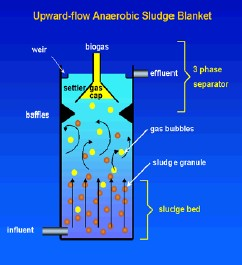 Upward-flow Anaerobic Sludge Blanket
weir
biogas
3 phase
separator
effluent
settler
gas
cap
baffles
gas bubbles
sludge granule
sludge bed
influent